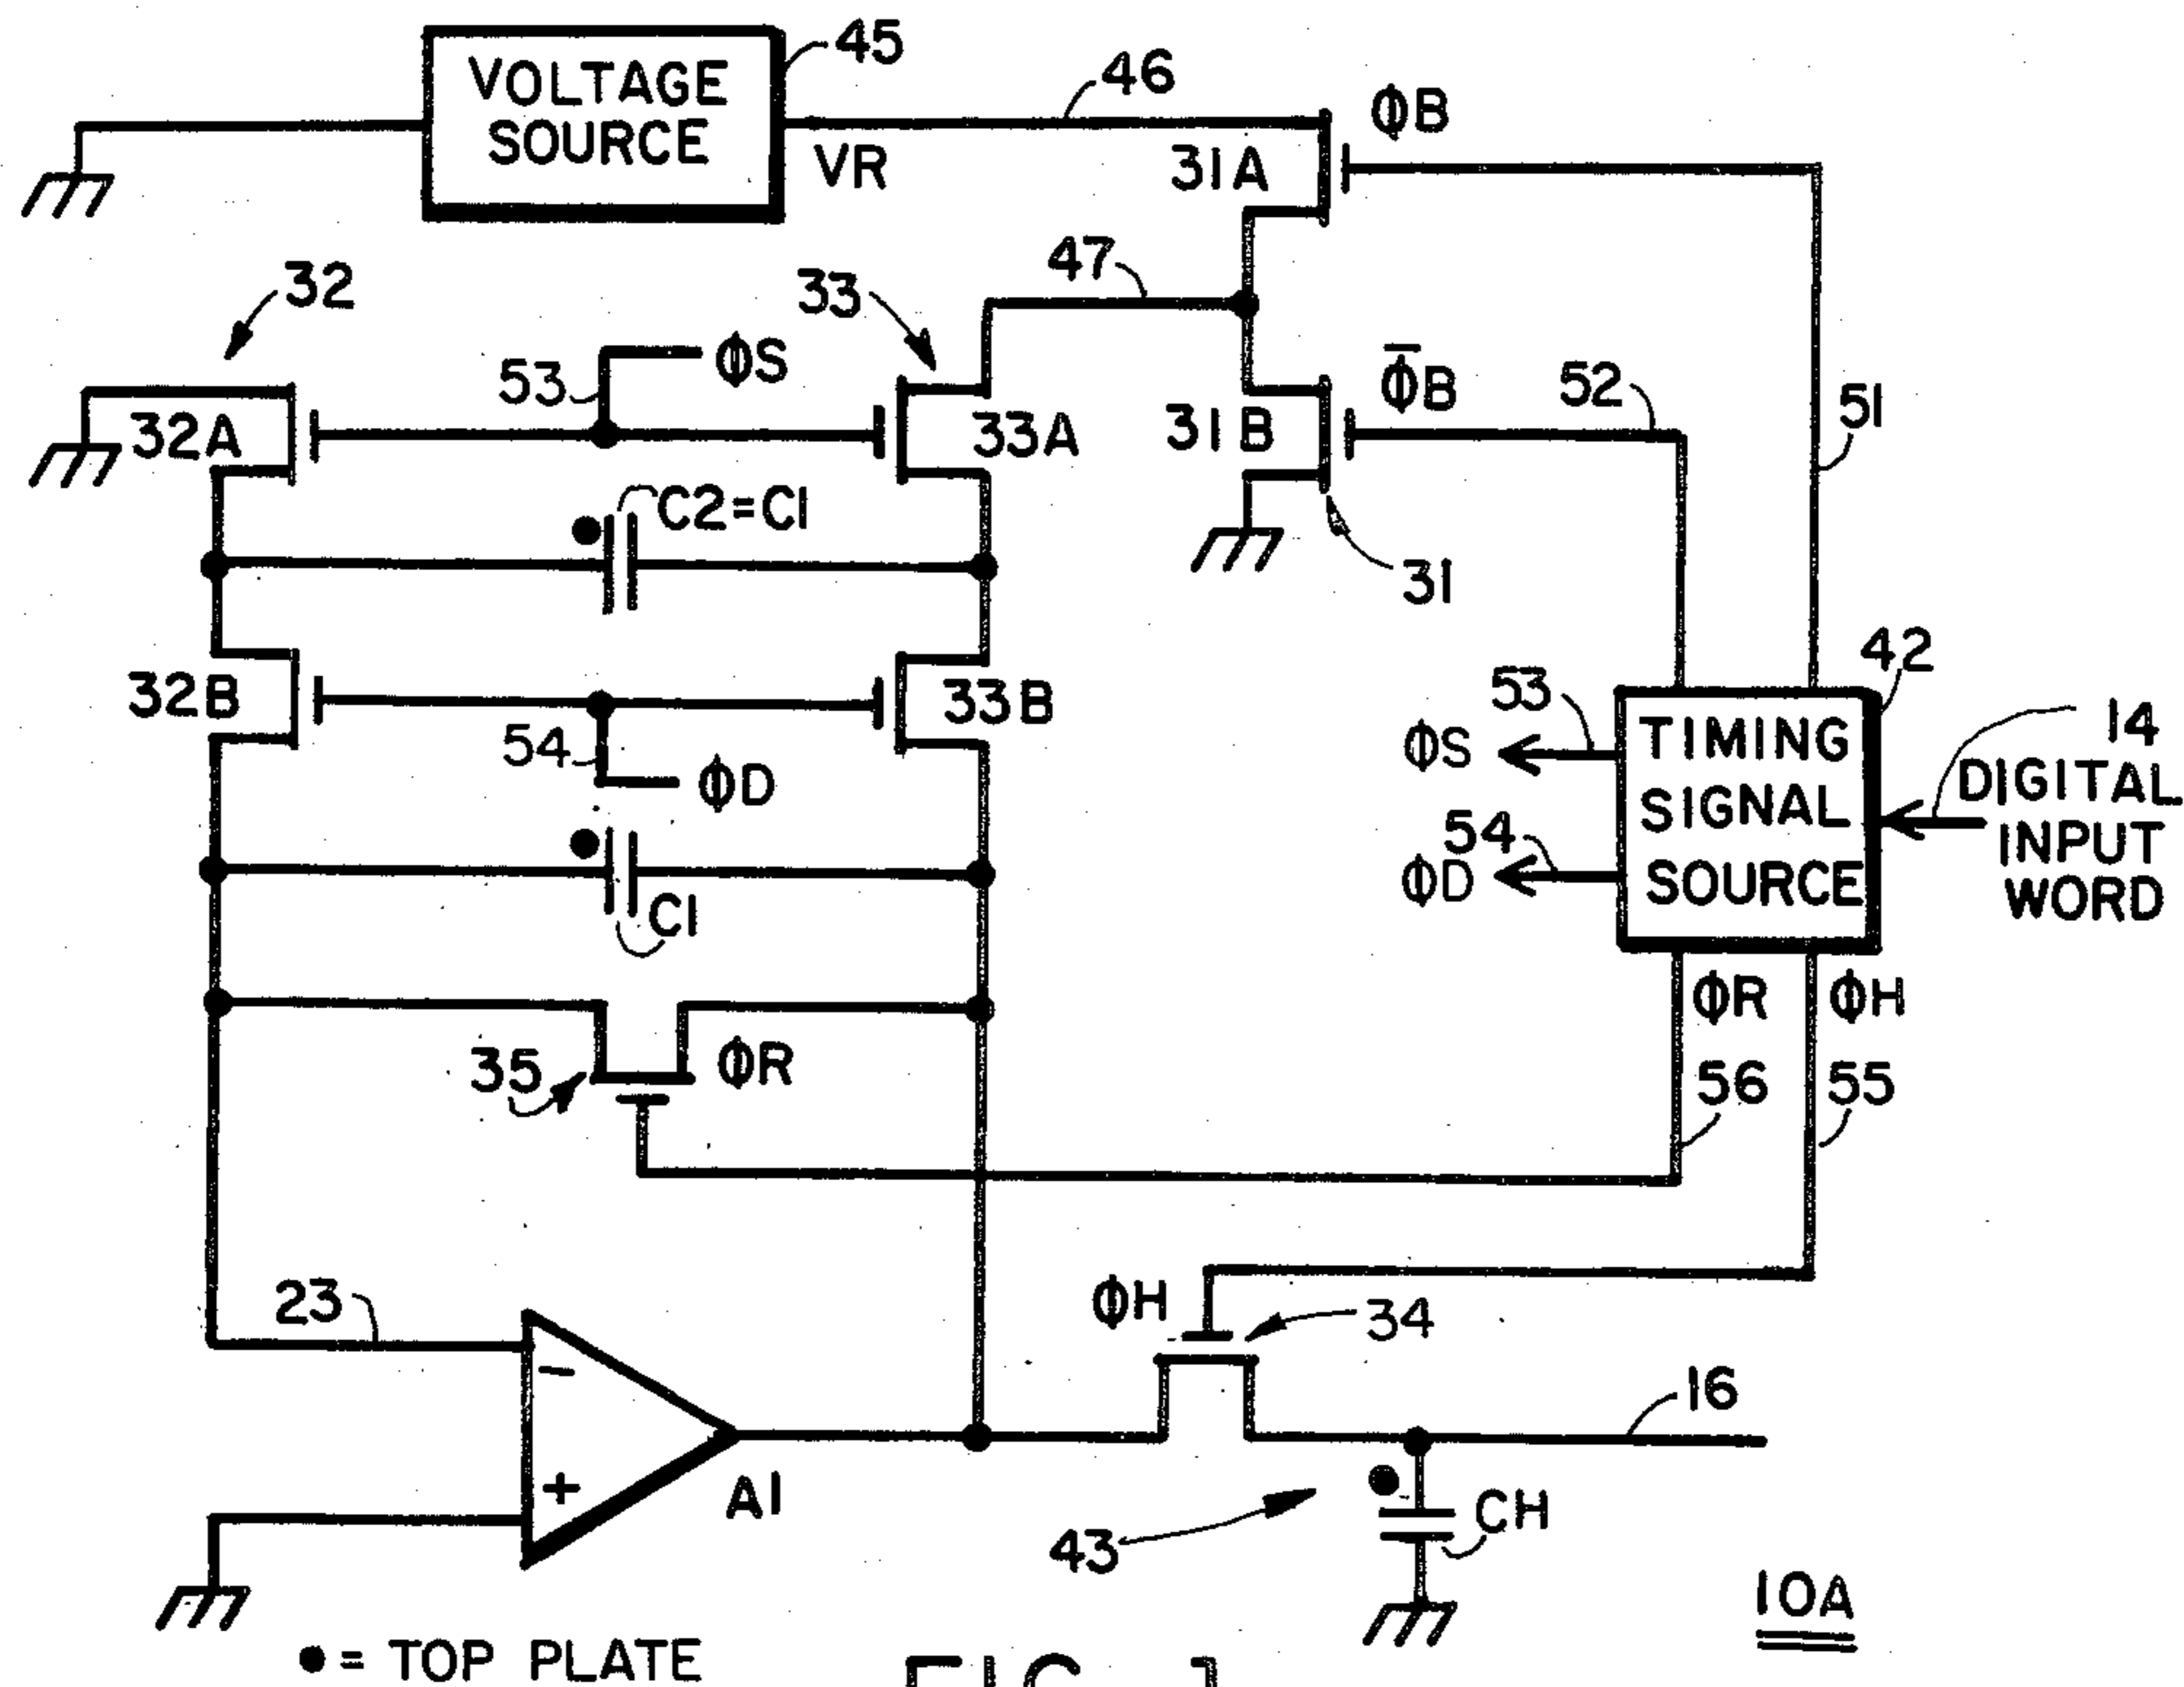 VOLTAGE
SOURCE
45
46
VR
ΦB
31A
32
33
47
53
ΦS
Φ̅B
52
51
32A
33A
31B
C2=C1
31
32B
54
33B
ΦD
53
ΦS
42
TIMING
SIGNAL
SOURCE
14
DIGITAL
INPUT
WORD
54
ΦD
C1
35
ΦR
ΦR
ΦH
56
55
23
ΦH
34
16
−
+
A1
43
CH
10A
● = TOP PLATE